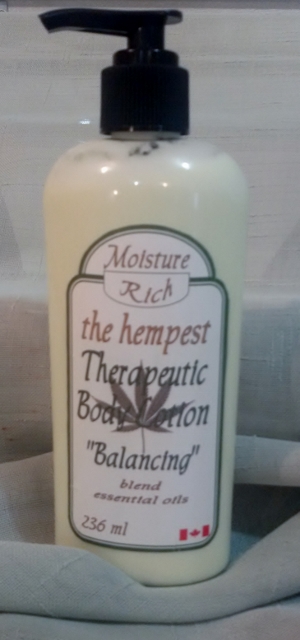 Moisture
Rich
the hempest
Therapeutic
Body Lotion
"Balancing"
blend
essential oils
236 ml